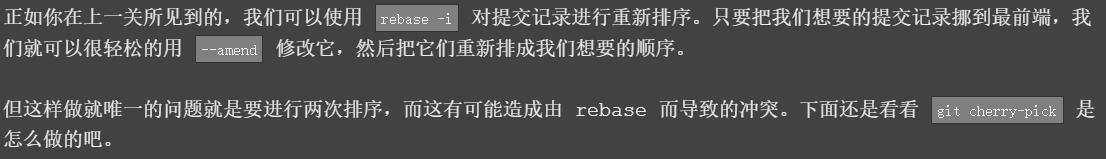 正如你在上一关所见到的，我们可以使用 rebase -i 对提交记录进行重新排序。只要把我们想要的提交记录挪到最前端，我
们就可以很轻松的用 --amend 修改它，然后把它们重新排成我们想要的顺序。
但这样做就唯一的问题就是要进行两次排序，而这有可能造成由 rebase 而导致的冲突。下面还是看看 git cherry-pick 是
怎么做的吧。